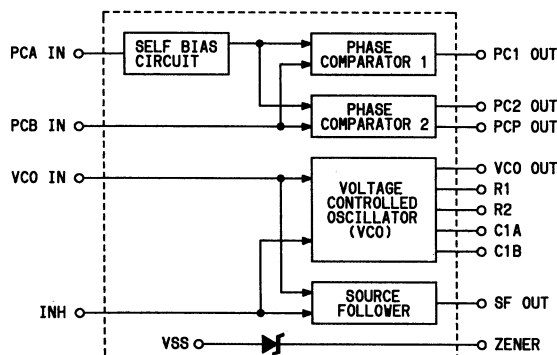 PCA IN
SELF BIAS
CIRCUIT
PHASE
COMPARATOR 1
PC1 OUT
PCB IN
PHASE
COMPARATOR 2
PC2 OUT
PCP OUT
VCO IN
VOLTAGE
CONTROLLED
OSCILLATOR
(VCO)
VCO OUT
R1
R2
C1A
C1B
INH
SOURCE
FOLLOWER
SF OUT
VSS
ZENER